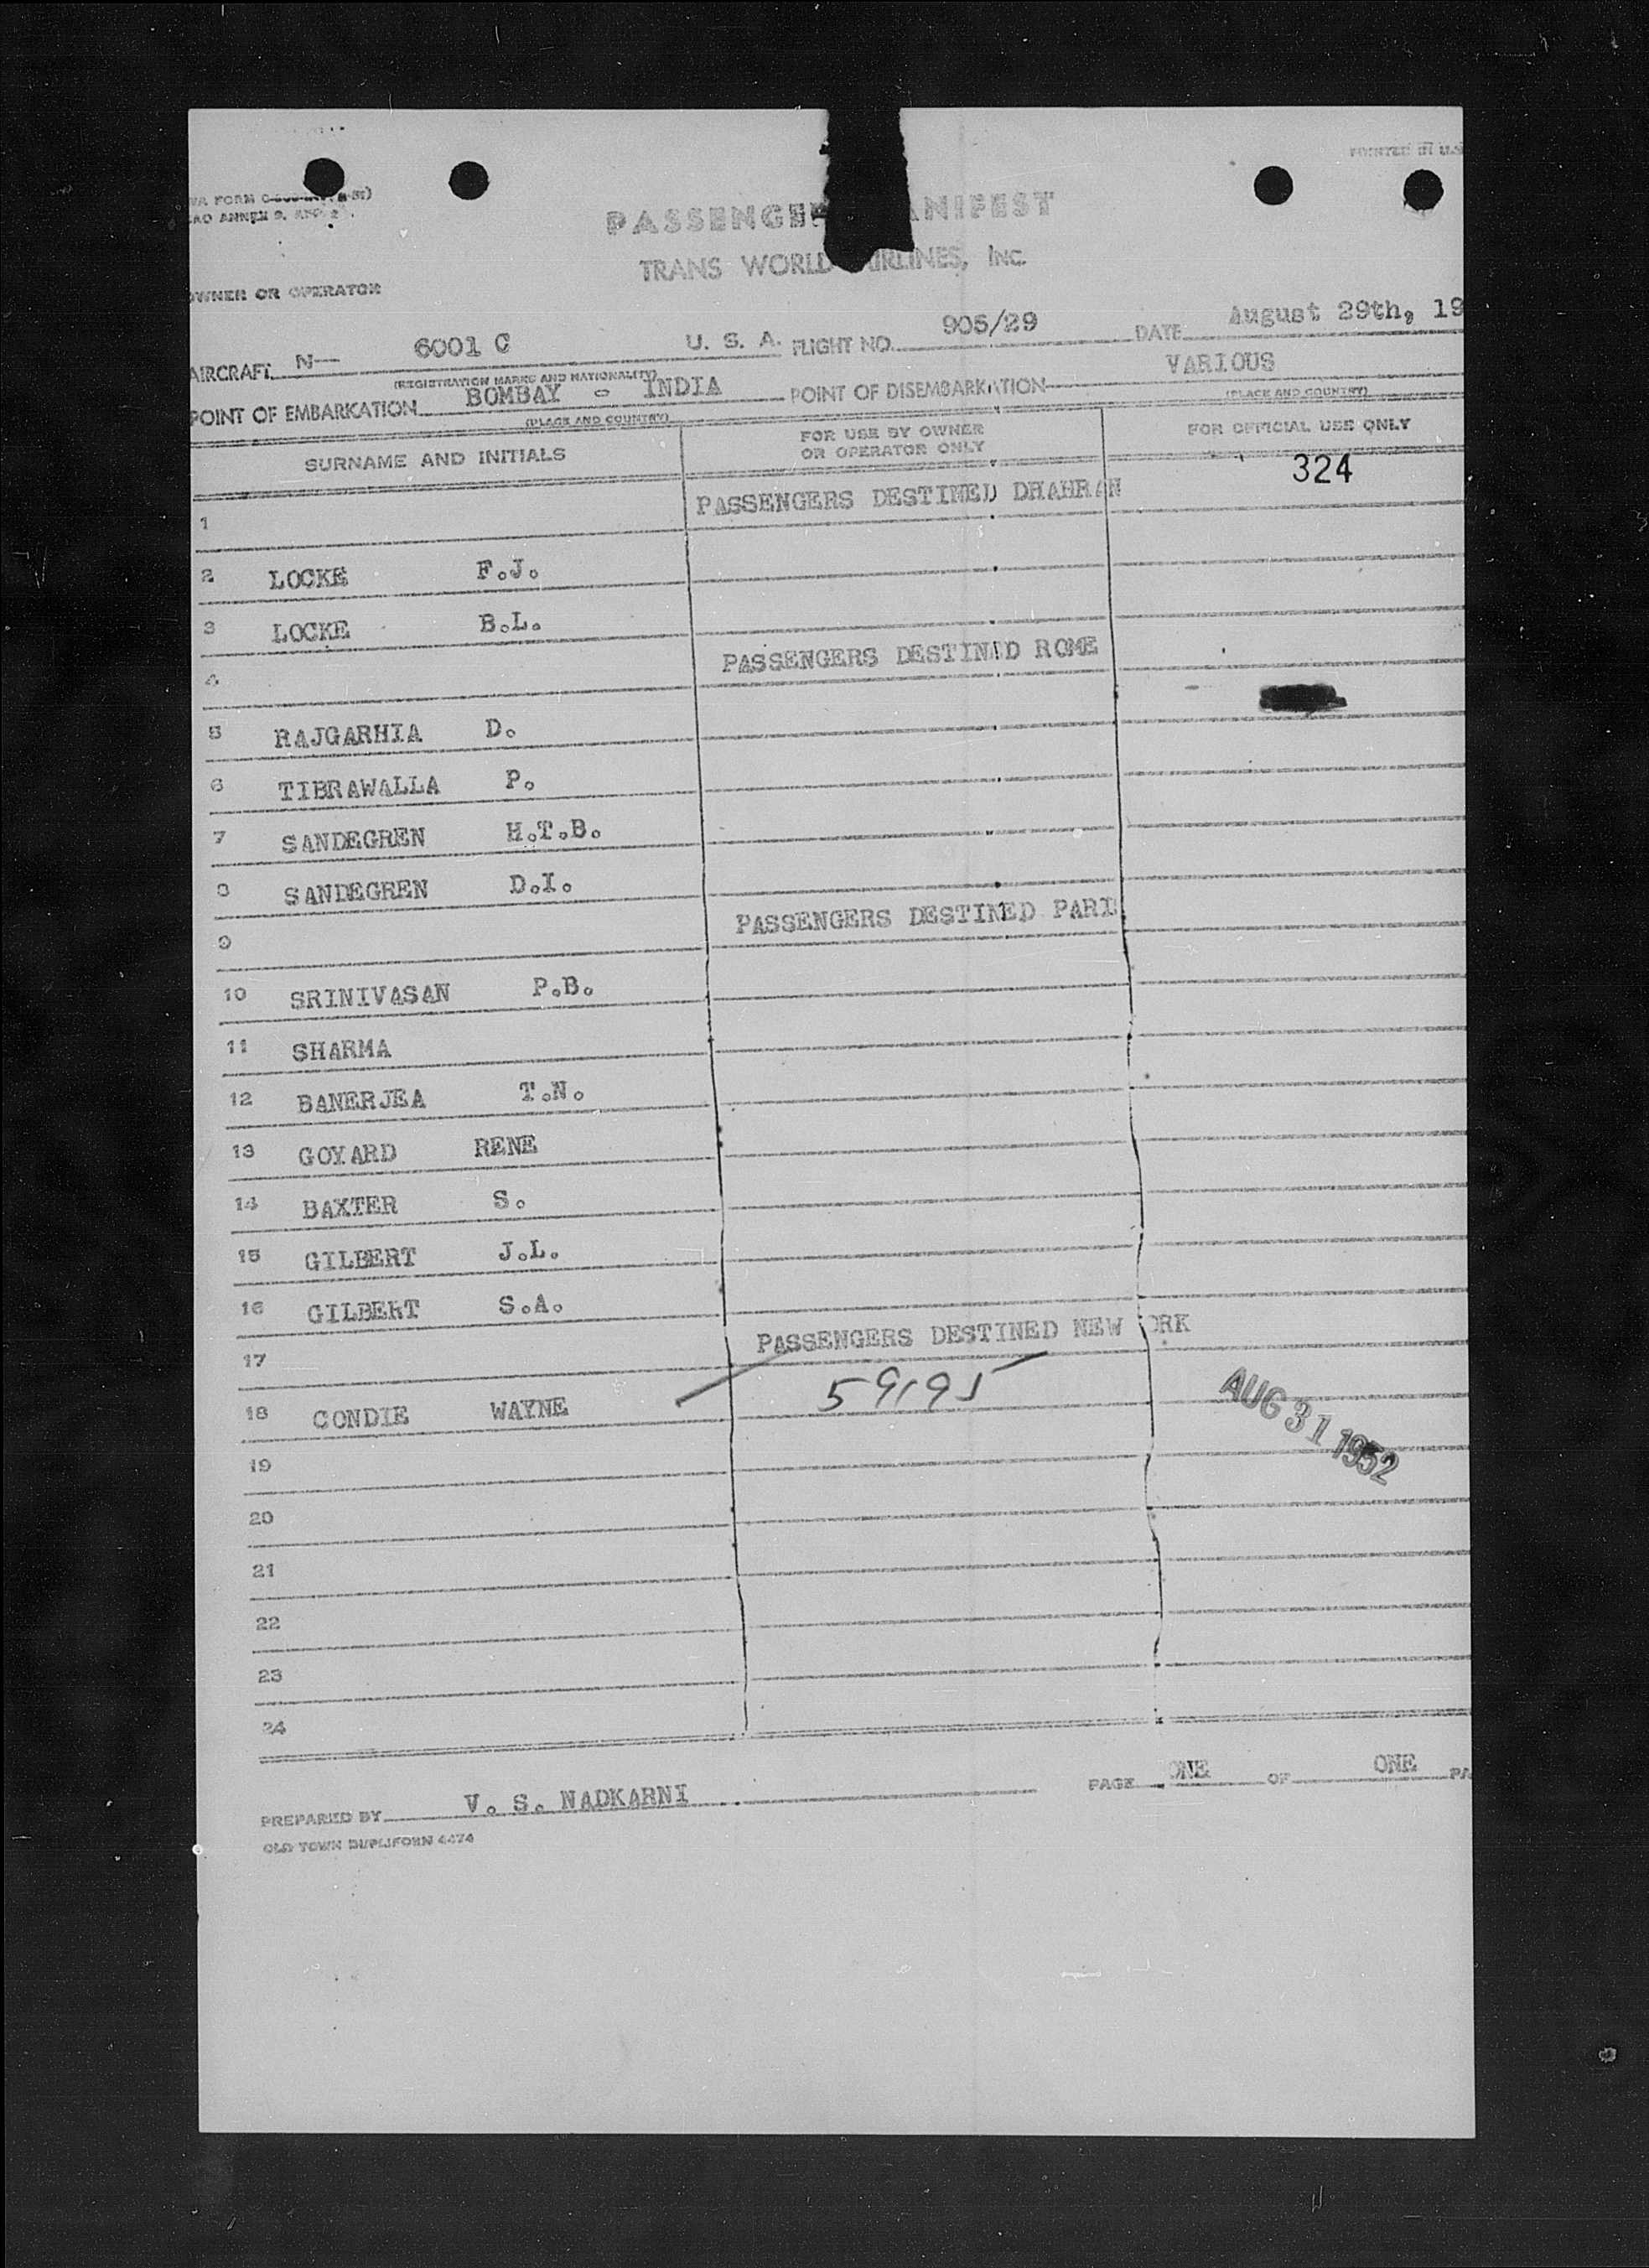 PRINTED IN U.S
OWNER OR OPERATOR
PASSENGER MANIFEST
TRANS WORLD AIRLINES, INC.
AIRCRAFT N— 6001 C U. S. A. FLIGHT NO. 905/29 DATE August 29th, 19
(REGISTRATION MARKS AND NATIONALITY)
POINT OF EMBARKATION BOMBAY - INDIA POINT OF DISEMBARKATION VARIOUS
(PLACE AND COUNTRY) (PLACE AND COUNTRY)
SURNAME AND INITIALS FOR USE BY OWNER OR OPERATOR ONLY FOR OFFICIAL USE ONLY
324
1 PASSENGERS DESTINED DHAHRAN
2 LOCKE F.J.
3 LOCKE B.L.
4 PASSENGERS DESTINED ROME
5 RAJGARHIA D.
6 TIBRAWALLA P.
7 SANDEGREN H.T.B.
8 SANDEGREN D.I.
9 PASSENGERS DESTINED PARIS
10 SRINIVASAN P.B.
11 SHARMA
12 BANERJEA T.N.
13 GOYARD RENE
14 BAXTER S.
15 GILBERT J.L.
16 GILBERT S.A.
17 PASSENGERS DESTINED NEW YORK
18 CONDIE WAYNE 59195
AUG 31 1952
19
20
21
22
23
24
PREPARED BY V. S. NADKARNI PAGE ONE OF ONE PA
OLD TOWN DUPLIFORM 4474